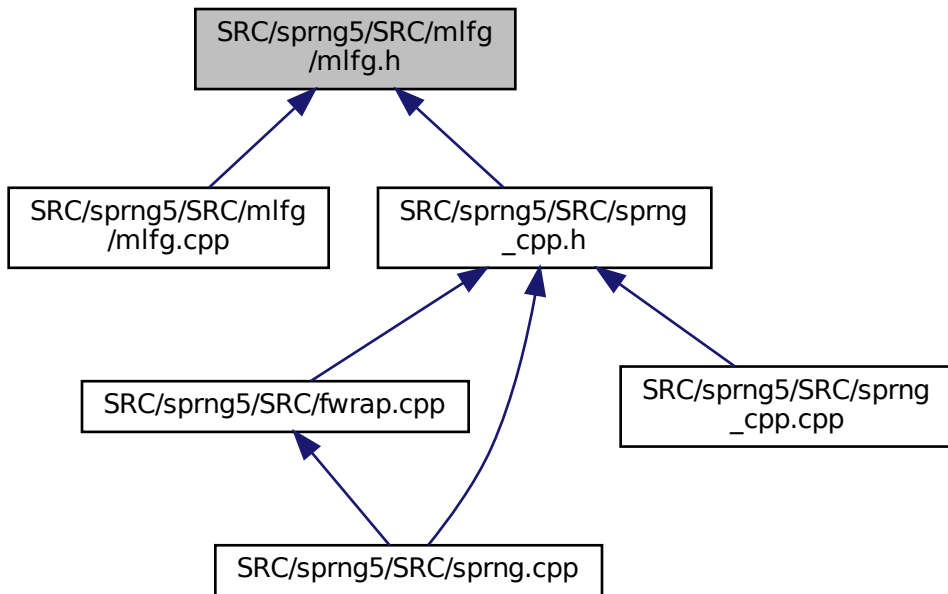 SRC/sprng5/SRC/mlfg
/mlfg.h
SRC/sprng5/SRC/mlfg
/mlfg.cpp
SRC/sprng5/SRC/sprng
_cpp.h
SRC/sprng5/SRC/fwrap.cpp
SRC/sprng5/SRC/sprng
_cpp.cpp
SRC/sprng5/SRC/sprng.cpp